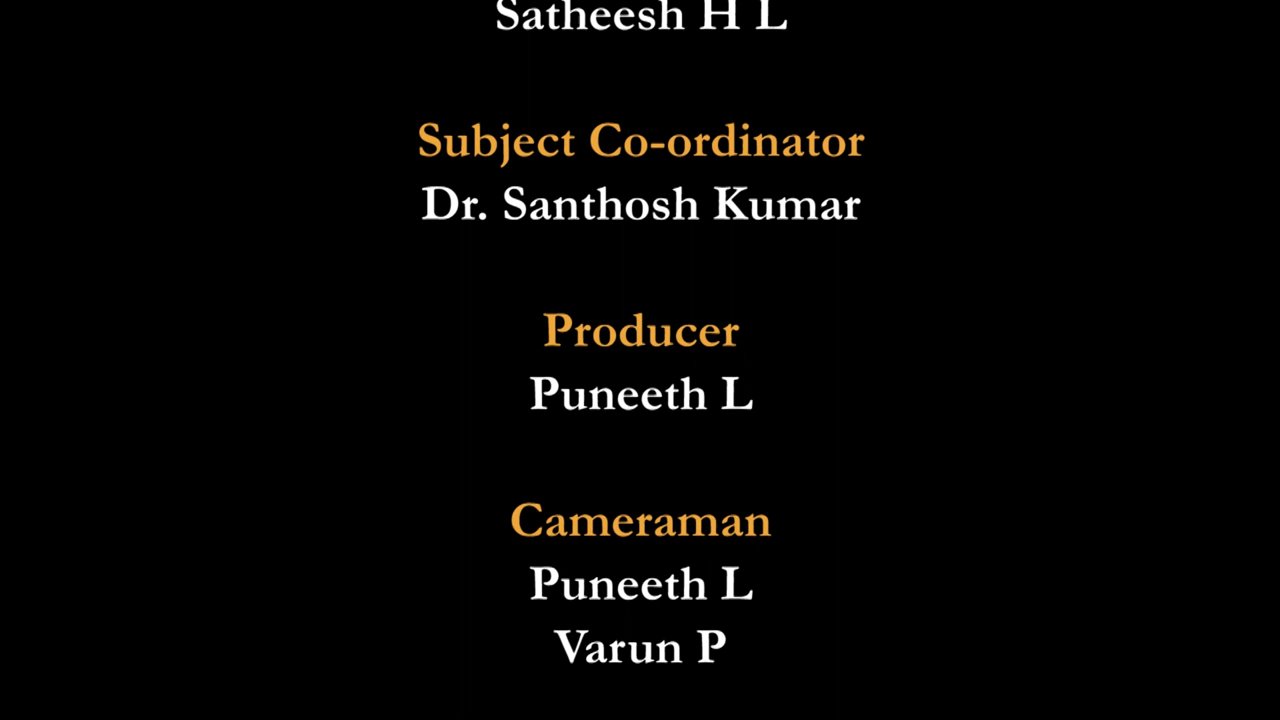 Satheesh H L
Subject Co-ordinator
Dr. Santhosh Kumar
Producer
Puneeth L
Cameraman
Puneeth L
Varun P